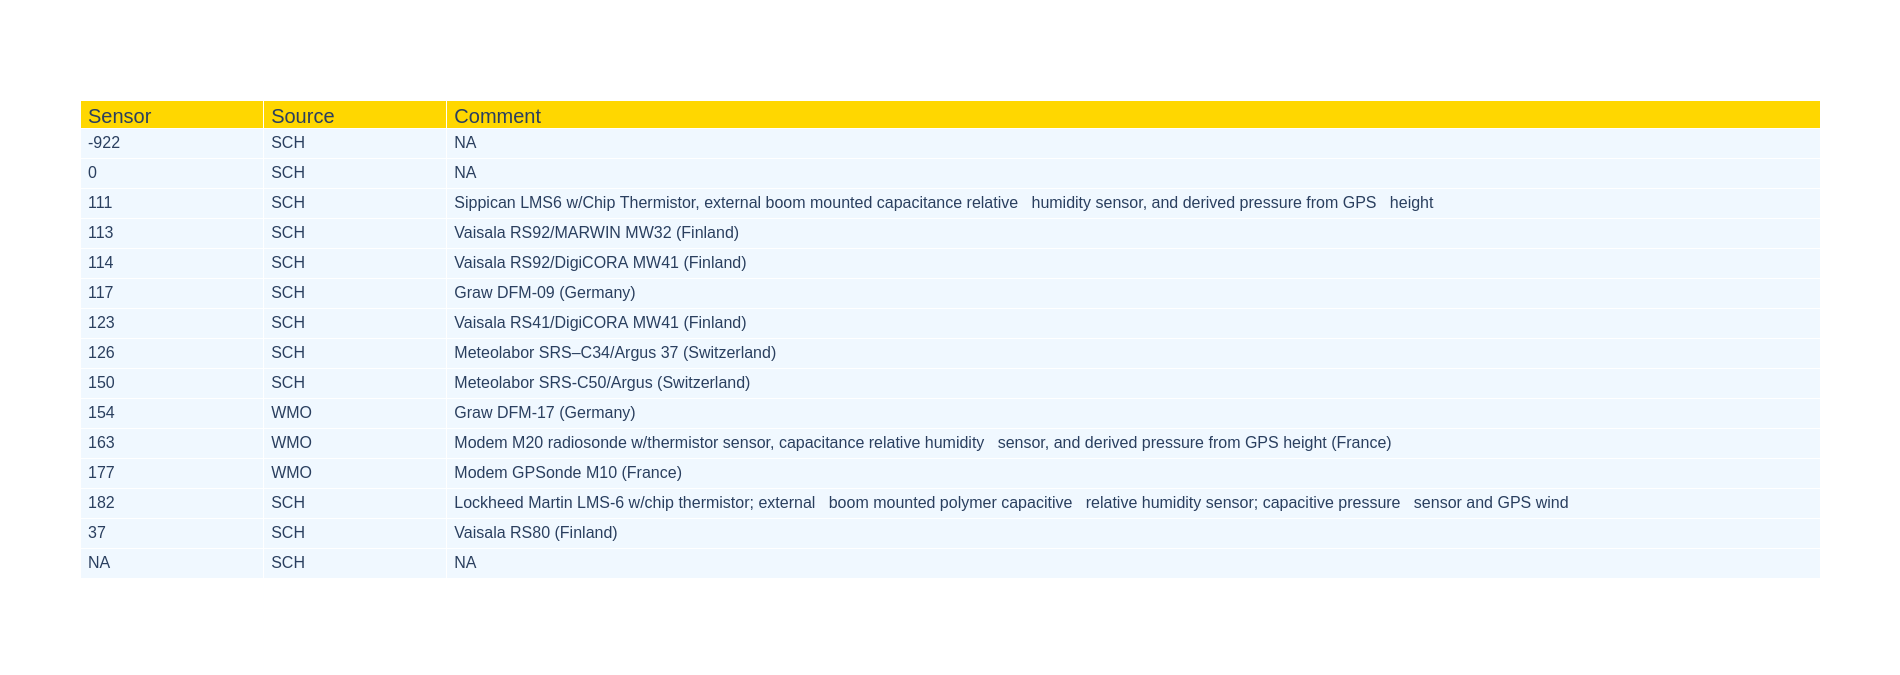 Sensor Source Comment
-922 SCH NA
0 SCH NA
111 SCH Sippican LMS6 w/Chip Thermistor, external boom mounted capacitance relative   humidity sensor, and derived pressure from GPS   height
113 SCH Vaisala RS92/MARWIN MW32 (Finland)
114 SCH Vaisala RS92/DigiCORA MW41 (Finland)
117 SCH Graw DFM-09 (Germany)
123 SCH Vaisala RS41/DigiCORA MW41 (Finland)
126 SCH Meteolabor SRS–C34/Argus 37 (Switzerland)
150 SCH Meteolabor SRS-C50/Argus (Switzerland)
154 WMO Graw DFM-17 (Germany)
163 WMO Modem M20 radiosonde w/thermistor sensor, capacitance relative humidity   sensor, and derived pressure from GPS height (France)
177 WMO Modem GPSonde M10 (France)
182 SCH Lockheed Martin LMS-6 w/chip thermistor; external   boom mounted polymer capacitive   relative humidity sensor; capacitive pressure   sensor and GPS wind
37 SCH Vaisala RS80 (Finland)
NA SCH NA